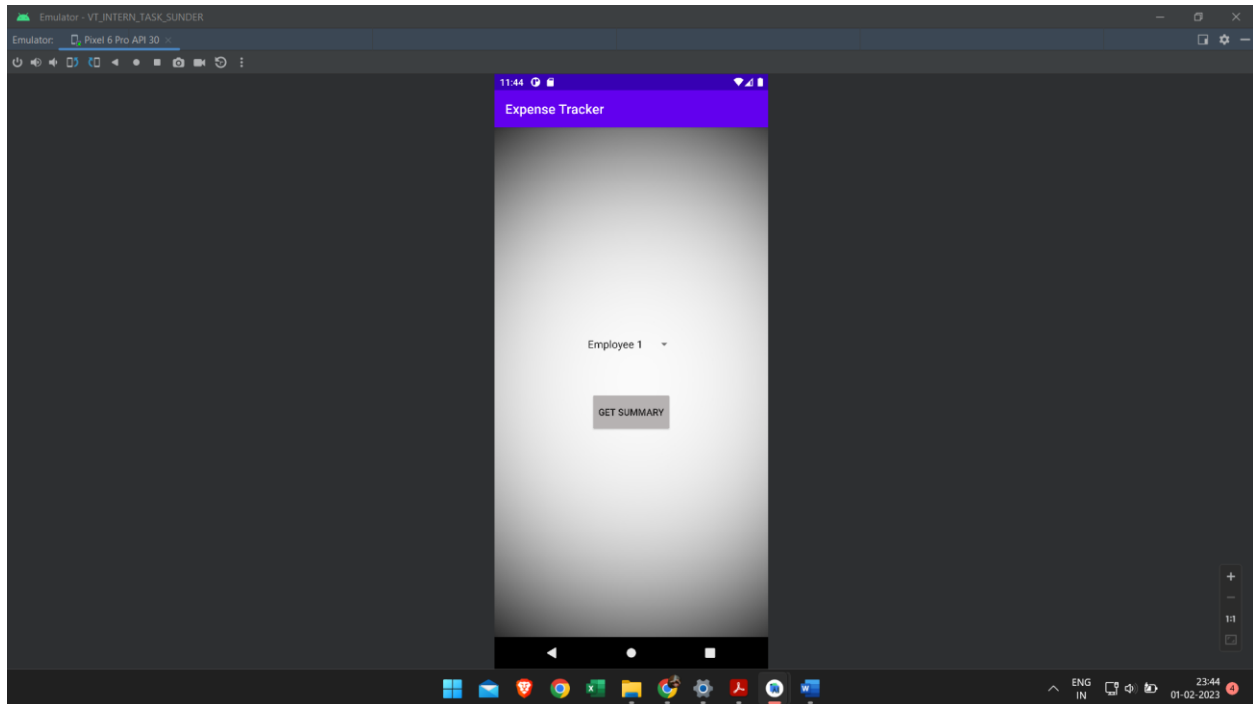 Emulator - VT_INTERN_TASK_SUNDER
Emulator: Pixel 6 Pro API 30
11:44
Expense Tracker
Employee 1
GET SUMMARY
1:1
ENG
IN
23:44
01-02-2023
4